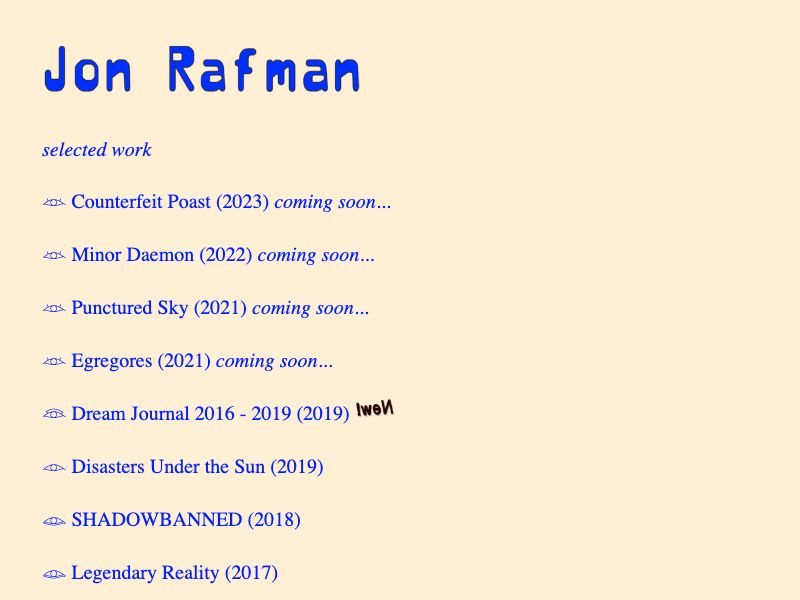 Jon Rafman
selected work
Counterfeit Poast (2023) coming soon...
Minor Daemon (2022) coming soon...
Punctured Sky (2021) coming soon...
Egregores (2021) coming soon...
Dream Journal 2016 - 2019 (2019) New!
Disasters Under the Sun (2019)
SHADOWBANNED (2018)
Legendary Reality (2017)